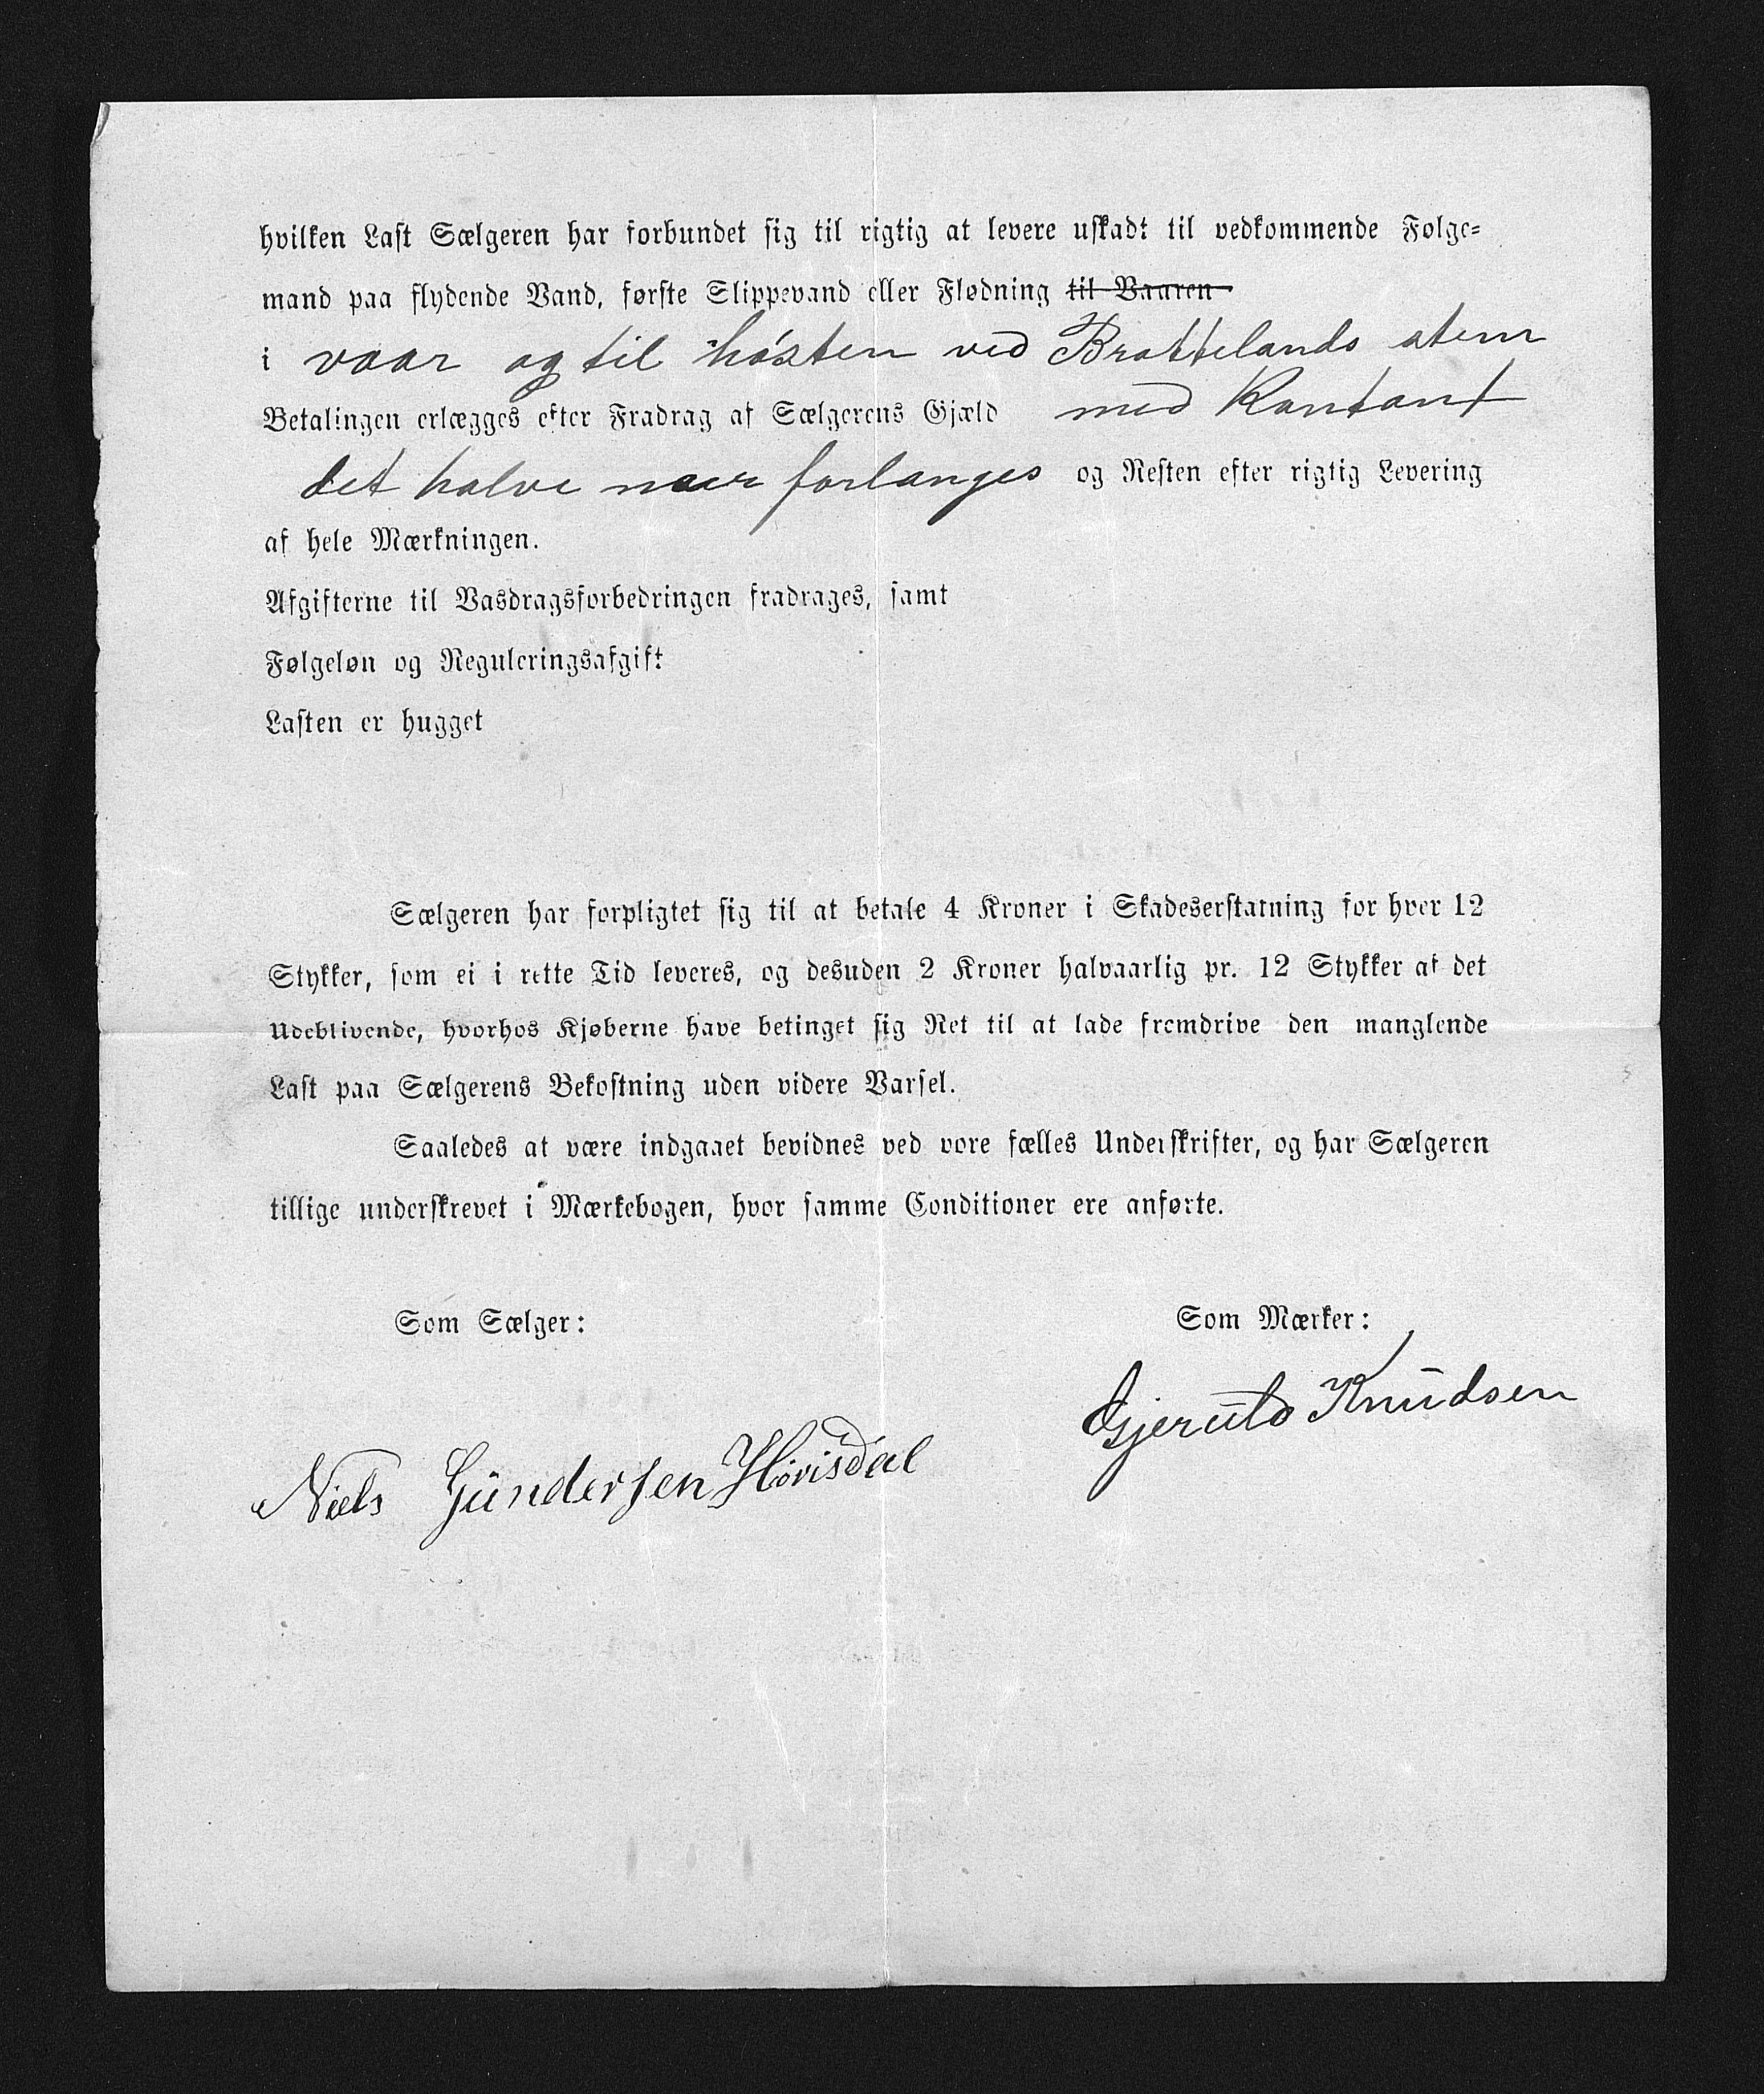 hvilken Last Sælgeren har forbundet sig til rigtig at levere uskadt til vedkommende Følge-
mand paa flydende Vand, første Slippevand eller Flødning til Vaaren
i vaar og til høsten ved Brattelands stem
Betalingen erlægges efter Fradrag af Sælgerens Gjæld med Kontant
det halve naar forlanges og Resten efter rigtig Levering
af hele Mærkningen.
Afgifterne til Vasdragsforbedringen fradrages, samt
Følgeløn og Reguleringsafgift
Lasten er hugget
Sælgeren har forpligtet sig til at betale 4 Kroner i Skadeserstatning for hver 12
Stykker, som ei i rette Tid leveres, og desuden 2 Kroner halvaarlig pr. 12 Stykker af det
Udeblivende, hvorhos Kjøberne have betinget sig Ret til at lade fremdrive den manglende
Last paa Sælgerens Bekostning uden videre Varsel.
Saaledes at være indgaaet bevidnes ved vore fælles Underskrifter, og har Sælgeren
tillige underskrevet i Mærkebogen, hvor samme Conditioner ere anførte.
Som Sælger: Som Mærker:
Gjeruld Knudsen
Niels Gundersen Hövisdal